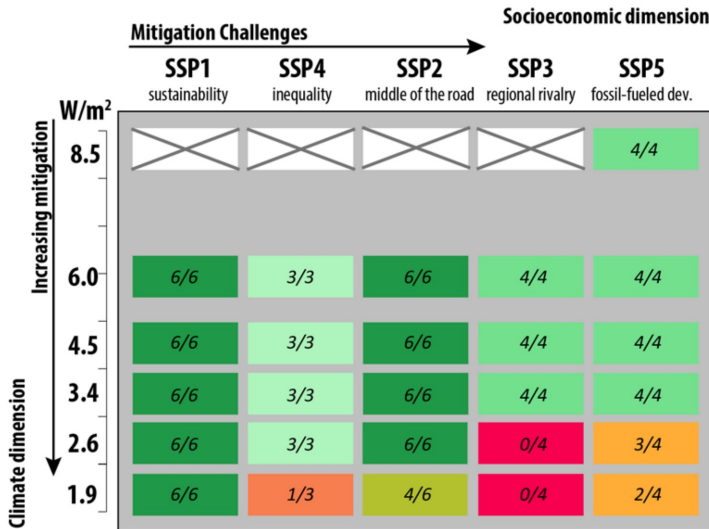 Socioeconomic dimension
Mitigation Challenges
SSP1 SSP4 SSP2 SSP3 SSP5
sustainability inequality middle of the road regional rivalry fossil-fueled dev.
W/m²
8.5 4/4
6.0 6/6 3/3 6/6 4/4 4/4
4.5 6/6 3/3 6/6 4/4 4/4
3.4 6/6 3/3 6/6 4/4 4/4
2.6 6/6 3/3 6/6 0/4 3/4
1.9 6/6 1/3 4/6 0/4 2/4
Increasing mitigation
Climate dimension